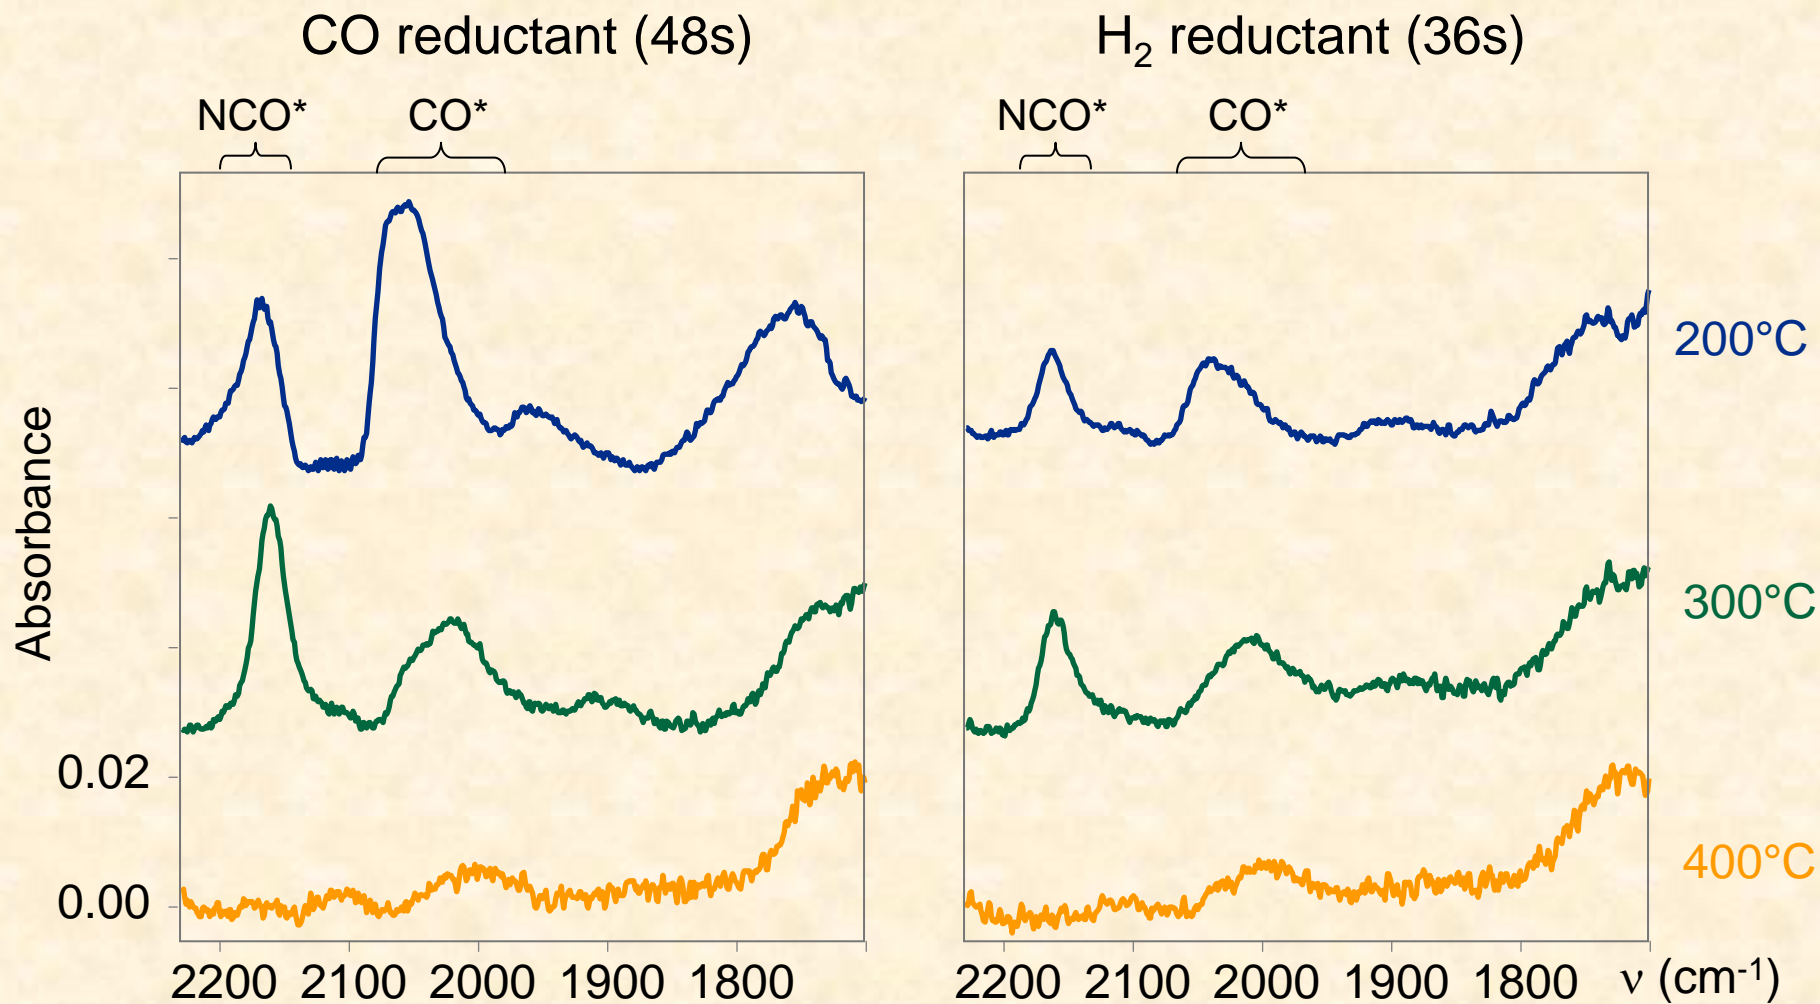 CO reductant (48s)
H₂ reductant (36s)
NCO*
CO*
NCO*
CO*
Absorbance
0.02
0.00
200°C
300°C
400°C
2200 2100 2000 1900 1800
2200 2100 2000 1900 1800 ν (cm⁻¹)